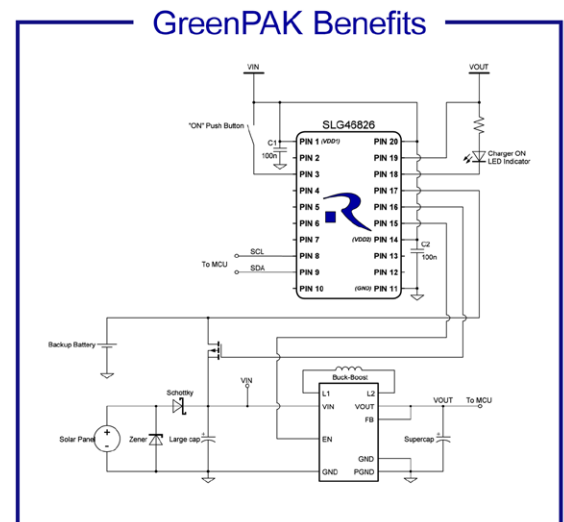 GreenPAK Benefits
VIN
VOUT
"ON" Push Button
SLG46826
C1
100n
PIN 1 (VDD1)
PIN 20
PIN 2
PIN 19
PIN 3
PIN 18
PIN 4
PIN 17
PIN 5
PIN 16
PIN 6
PIN 15
PIN 7
(VDD2) PIN 14
PIN 8
PIN 13
PIN 9
PIN 12
PIN 10
(GND) PIN 11
Charger ON
LED Indicator
C2
100n
SCL
To MCU
SDA
Backup Battery
Buck-Boost
Schottky
VIN
L1
L2
VIN
VOUT
VOUT
To MCU
FB
Solar Panel
+
-
Zener
Large cap
+
EN
Supercap
+
GND
GND
PGND